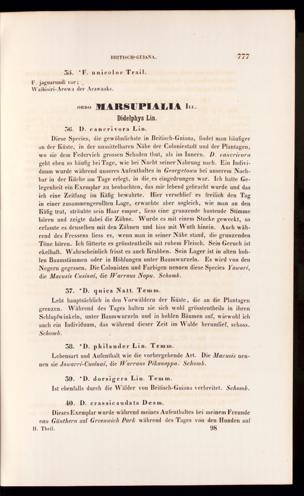 BRITISCH-GUIANA. 777
35. *F. unicolor Trail.
F. jaguarundi var:
Walbisiri-Arowa der Arawaaks.
ORDO MARSUPIALIA Ill.
Didelphys Lin.
36. D. cancrivora Lin.
Diese Species, die gewöhnlichste in Britisch-Guiana, findet man häufiger
an der Küste, in der unmittelbaren Nähe der Coloniestadt und der Plantagen,
wo sie dem Federvieh grossen Schaden thut, als im Innern. D. cancrivora
geht eben so häufig bei Tage, wie bei Nacht seiner Nahrung nach. Ein Indivi-
duum wurde während unseres Aufenthaltes in Georgetown bei unserem Nach-
bar in der Küche am Tage erlegt, in die es eingedrungen war. Ich hatte Ge-
legenheit ein Exemplar zu beobachten, das mir lebend gebracht wurde und das
ich eine Zeitlang im Käfig bewahrte. Hier verschlief es freilich den Tag
in einer zusammengerollten Lage, erwachte aber sogleich, wie man an den
Käfig trat, sträubte sein Haar empor, liess eine grunzende hustende Stimme
hören und zeigte dabei die Zähne. Wurde es mit einem Stocke geweckt, so
erfasste es denselben mit den Zähnen und biss mit Wuth hinein. Auch wäh-
rend des Fressens liess es, wenn man in seiner Nähe stand, die grunzenden
Töne hören. Ich fütterte es grösstentheils mit rohem Fleisch. Sein Geruch ist
ekelhaft. Wahrscheinlich frisst es auch Krabben. Sein Lager ist in alten hoh-
len Baumstämmen oder in Höhlungen unter Baumwurzeln. Es wird von den
Negern gegessen. Die Colonisten und Farbigen nennen diese Species Yawari,
die Macusis die Warraus Nopu. Schomb.
37. *D. quica Natt. Temm.
Lebt hauptsächlich in den Vorwäldern der Küste, die an die Plantagen
grenzen. Während des Tages halten sie sich wohl grösstentheils in ihren
Schlupfwinkeln, unter Baumwurzeln und in hohlen Bäumen auf, wiewohl ich
auch ein Individuum, das während dieser Zeit im Walde herumlief, schoss.
Schomb.
38. *D. philander Lin. Temm.
Lebensart und Aufenthalt wie die vorhergehende Art. Die Macusis nen-
nen sie die Warraus Schomb.
39. *D. dorsigera Lin. Temm.
Ist ebenfalls durch die Wälder von Britisch-Guiana verbreitet. Schomb.
40. D. crassicaudata Desm.
Dieses Exemplar wurde während meines Aufenthaltes bei meinem Freunde
van Günthern auf Greenwich Park während des Tages von den Hunden auf
II. Theil. 98